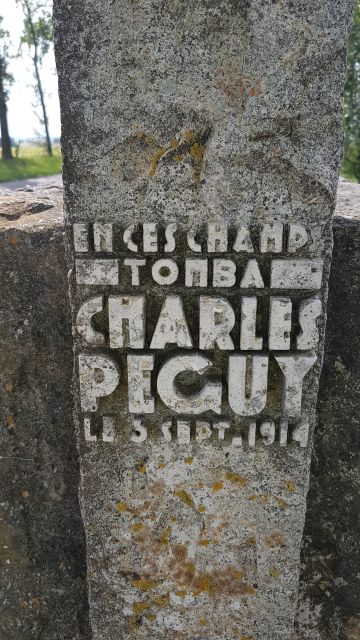 EN CES CHAMPS
TOMBA
CHARLES
PEGUY
LE 5 SEPT. 1914